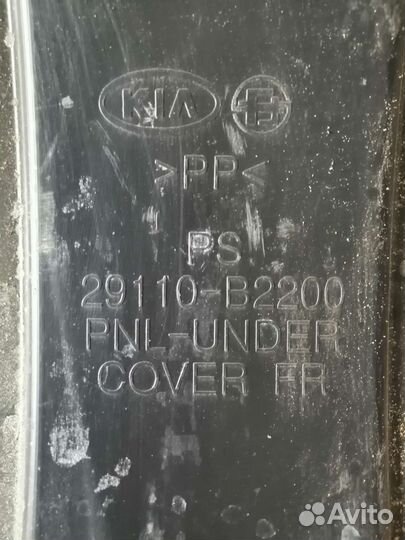 KIA
>PP<
PS
29110-B2200
PNL-UNDER
COVER FR
Avito